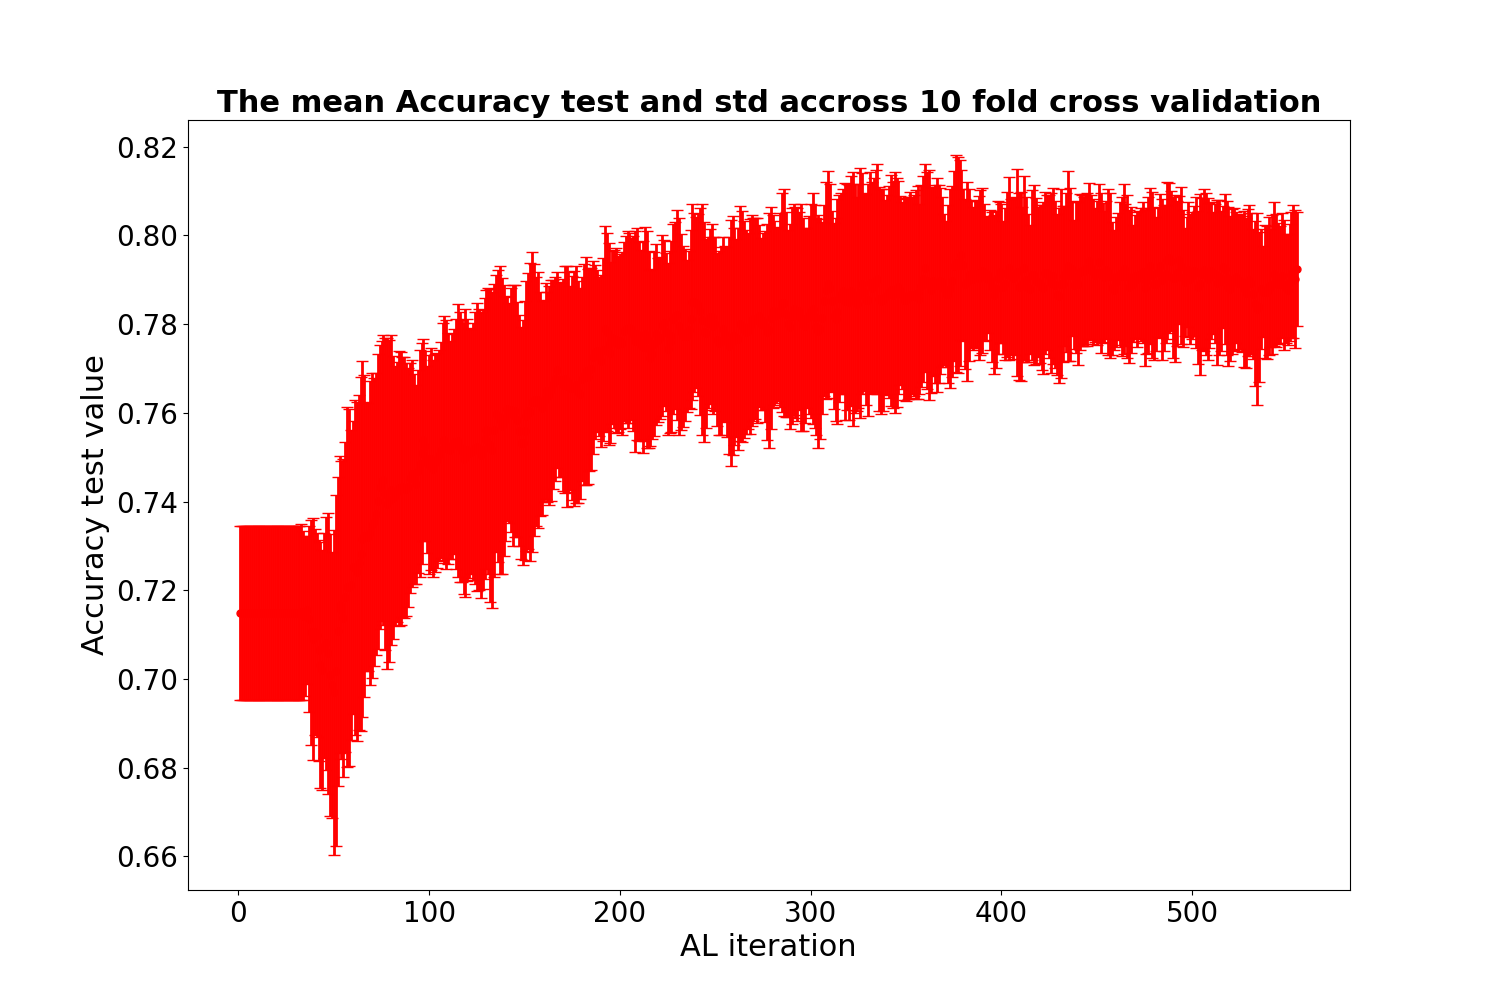 The mean Accuracy test and std accross 10 fold cross validation
0.82
0.80
0.78
0.76
0.74
0.72
0.70
0.68
0.66
Accuracy test value
0 100 200 300 400 500
AL iteration